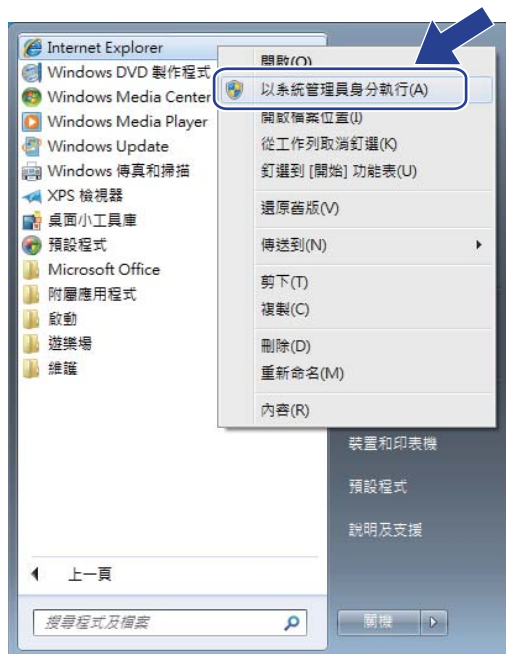 Internet Explorer
Windows DVD 製作程式
Windows Media Center
Windows Media Player
Windows Update
Windows 傳真和掃描
XPS 檢視器
桌面小工具庫
預設程式
Microsoft Office
附屬應用程式
啟動
遊樂場
維護
上一頁
搜尋程式及檔案
開啟(O)
以系統管理員身分執行(A)
開啟檔案位置(I)
從工作列取消釘選(K)
釘選到 [開始] 功能表(U)
還原舊版(V)
傳送到(N)
剪下(T)
複製(C)
刪除(D)
重新命名(M)
內容(R)
裝置和印表機
預設程式
說明及支援
關機